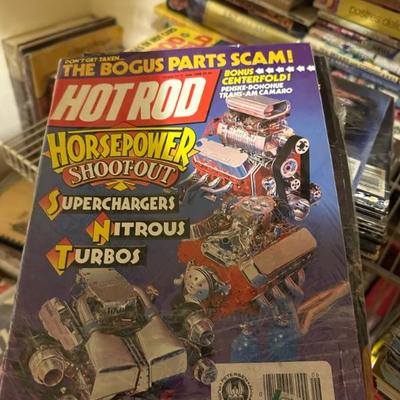 DON'T GET TAKEN...
THE BOGUS PARTS SCAM!
HOT ROD
BONUS
CENTERFOLD!
PENSKE-DONOHUE
TRANS-AM CAMARO
HORSEPOWER
SHOOT-OUT
SUPERCHARGERS
NITROUS
TURBOS